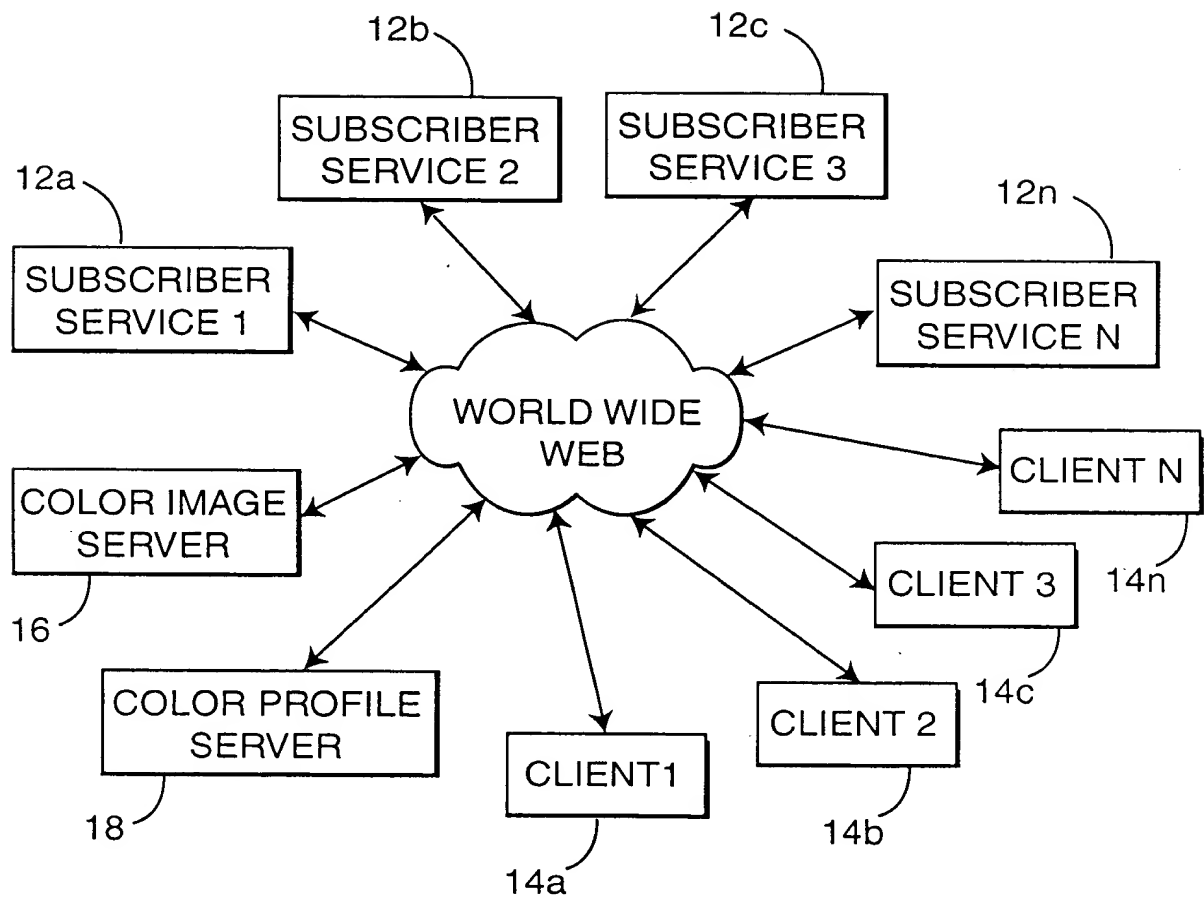 12b
12c
SUBSCRIBER
SERVICE 2
SUBSCRIBER
SERVICE 3
12a
12n
SUBSCRIBER
SERVICE 1
SUBSCRIBER
SERVICE N
WORLD WIDE
WEB
COLOR IMAGE
SERVER
CLIENT N
16
CLIENT 3
14n
COLOR PROFILE
SERVER
14c
CLIENT 2
CLIENT1
18
14b
14a